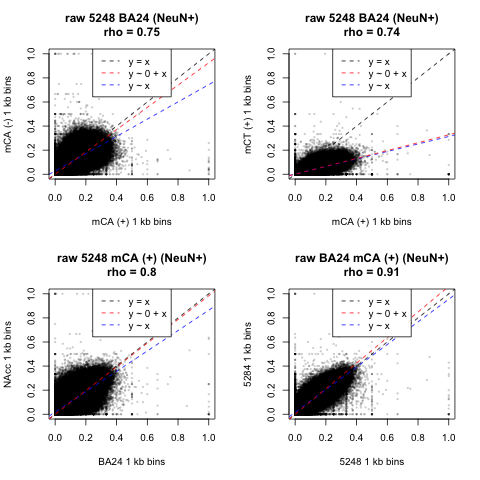 raw 5248 BA24 (NeuN+)
rho = 0.75
mCA (-) 1 kb bins
0.0 0.2 0.4 0.6 0.8 1.0
y = x
y ~ 0 + x
y ~ x
0.0 0.2 0.4 0.6 0.8 1.0
mCA (+) 1 kb bins
raw 5248 BA24 (NeuN+)
rho = 0.74
mCT (+) 1 kb bins
0.0 0.2 0.4 0.6 0.8 1.0
y = x
y ~ 0 + x
y ~ x
0.0 0.2 0.4 0.6 0.8 1.0
mCA (+) 1 kb bins
raw 5248 mCA (+) (NeuN+)
rho = 0.8
NAcc 1 kb bins
0.0 0.2 0.4 0.6 0.8 1.0
y = x
y ~ 0 + x
y ~ x
0.0 0.2 0.4 0.6 0.8 1.0
BA24 1 kb bins
raw BA24 mCA (+) (NeuN+)
rho = 0.91
5284 1 kb bins
0.0 0.2 0.4 0.6 0.8 1.0
y = x
y ~ 0 + x
y ~ x
0.0 0.2 0.4 0.6 0.8 1.0
5248 1 kb bins